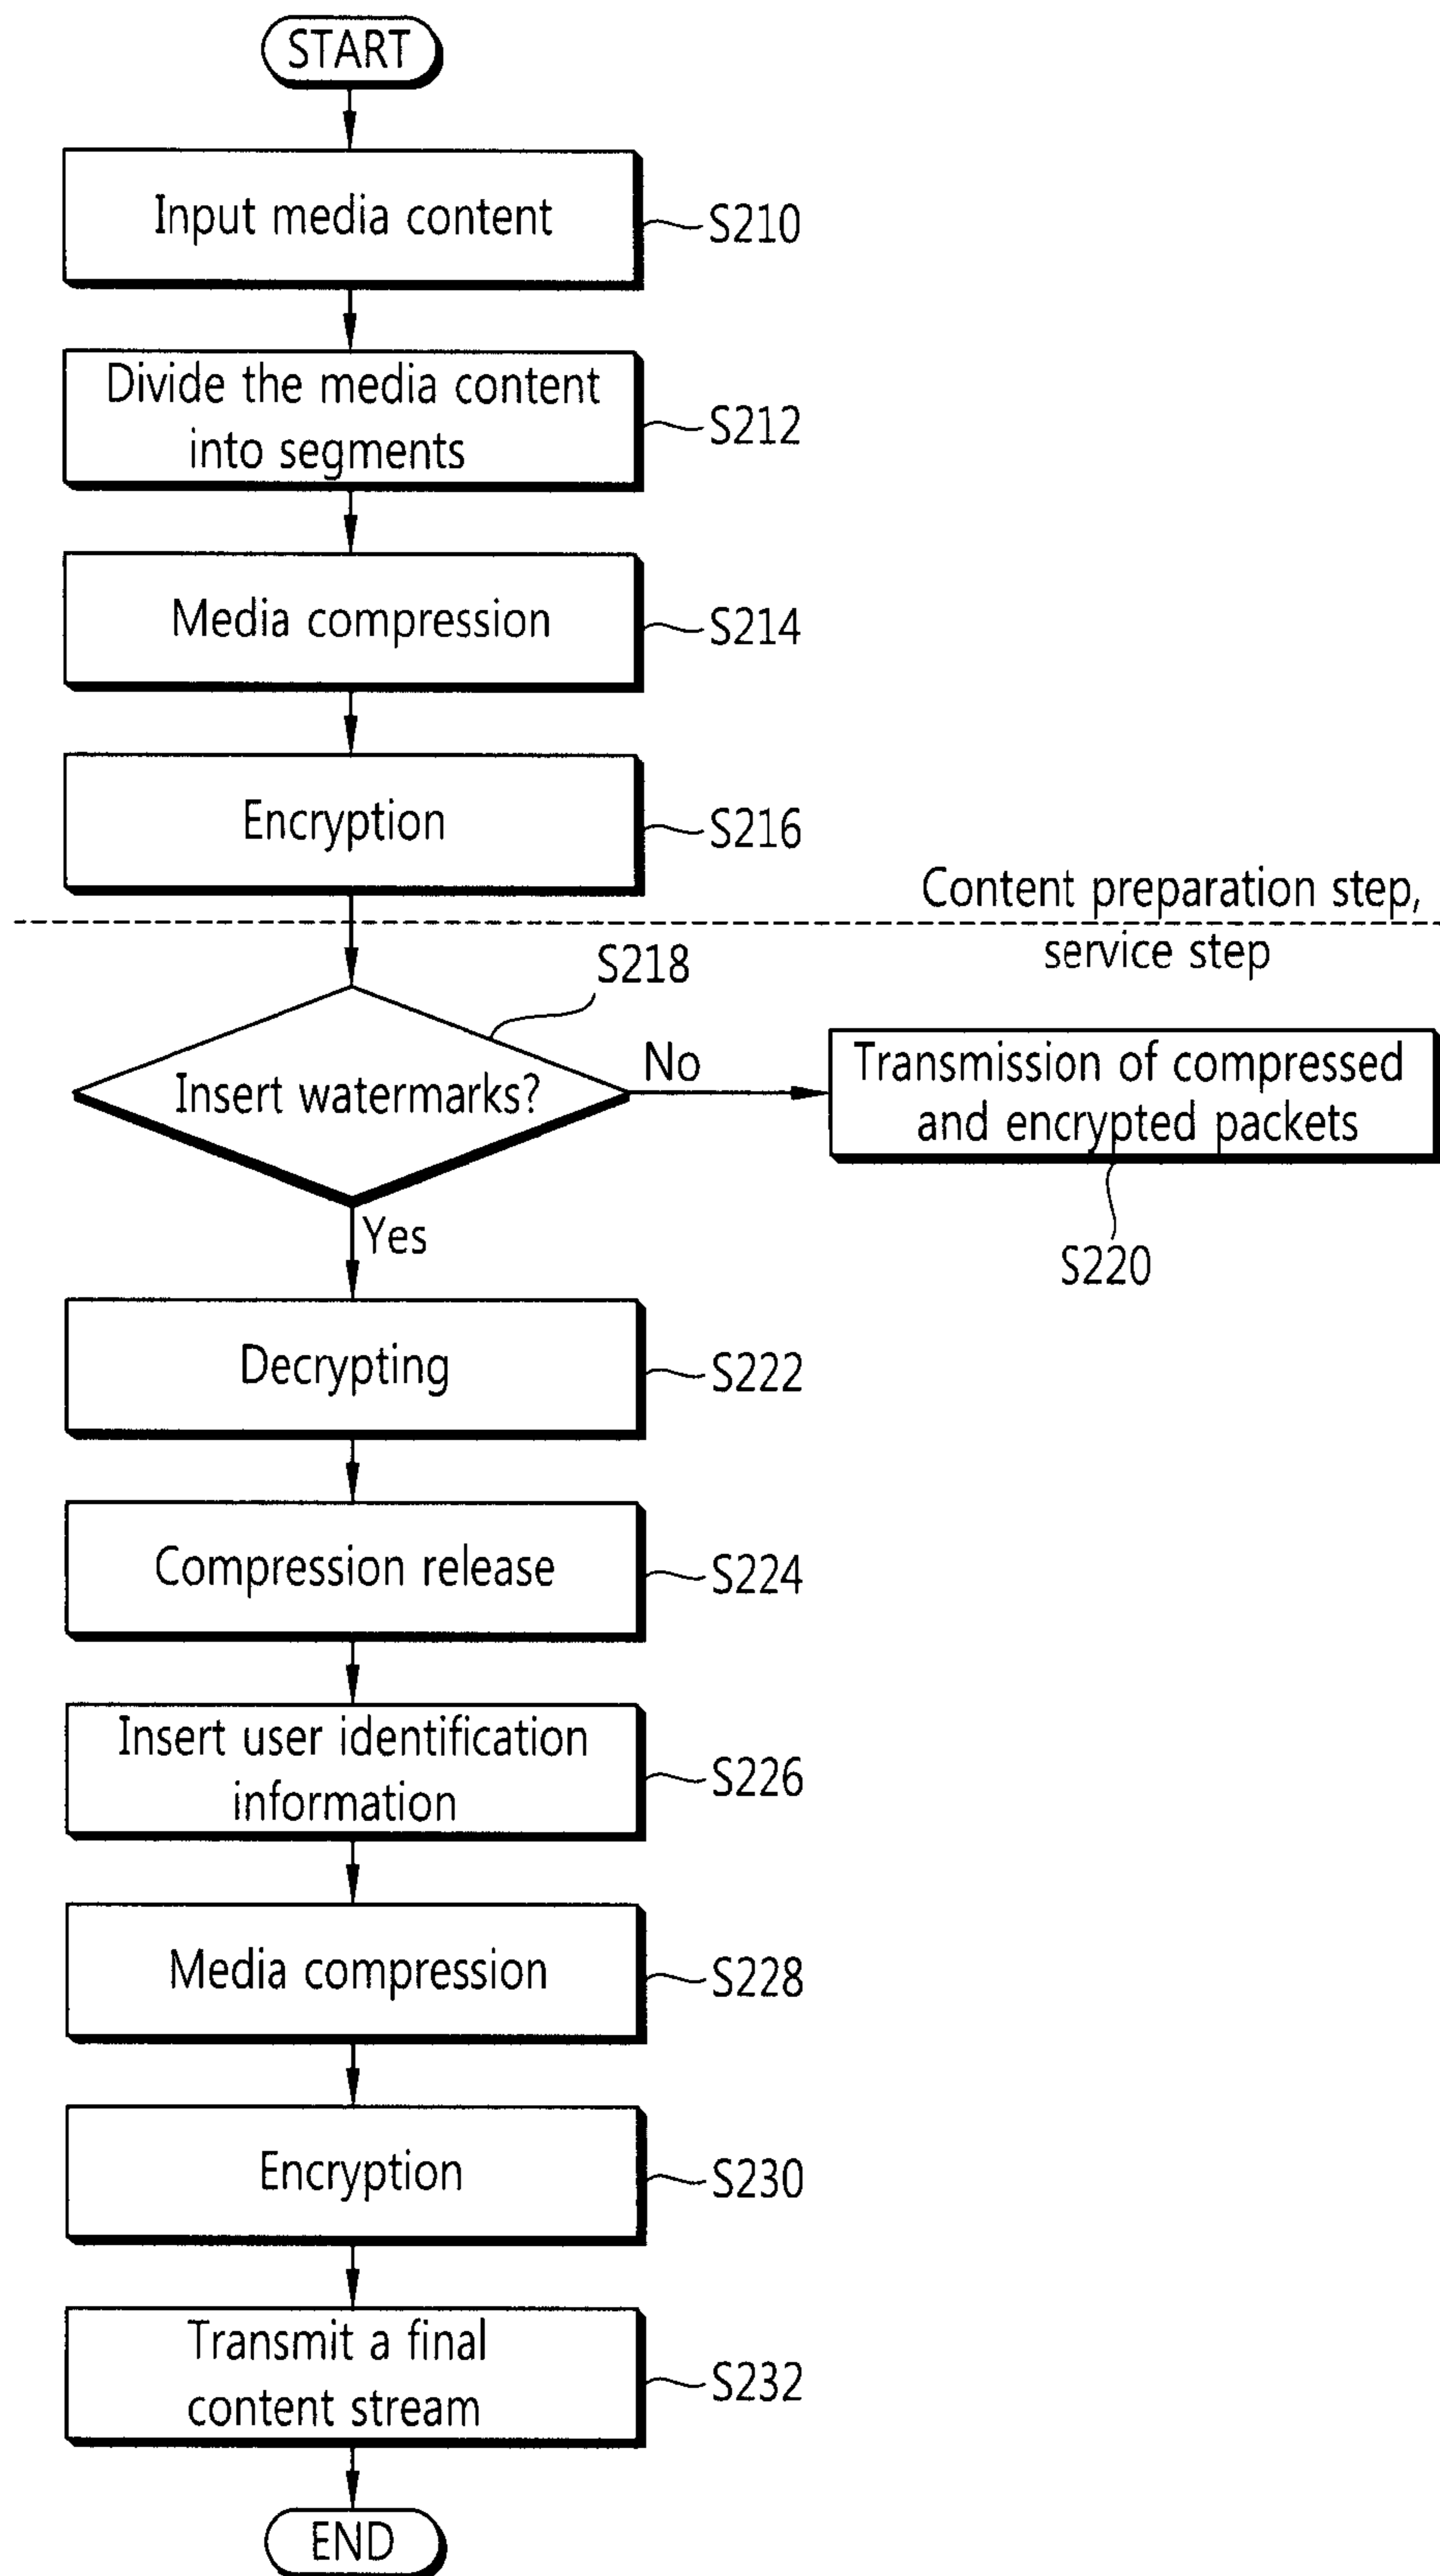 START
Input media content
S210
Divide the media content
into segments
S212
Media compression
S214
Encryption
S216
Content preparation step,
service step
S218
Insert watermarks?
No
Transmission of compressed
and encrypted packets
S220
Yes
Decrypting
S222
Compression release
S224
Insert user identification
information
S226
Media compression
S228
Encryption
S230
Transmit a final
content stream
S232
END